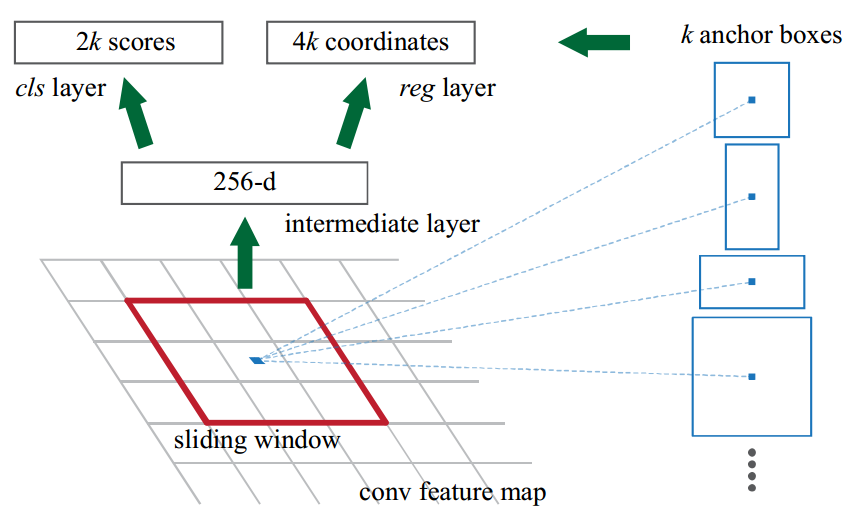 2k scores
4k coordinates
k anchor boxes
cls layer
reg layer
256-d
intermediate layer
sliding window
conv feature map